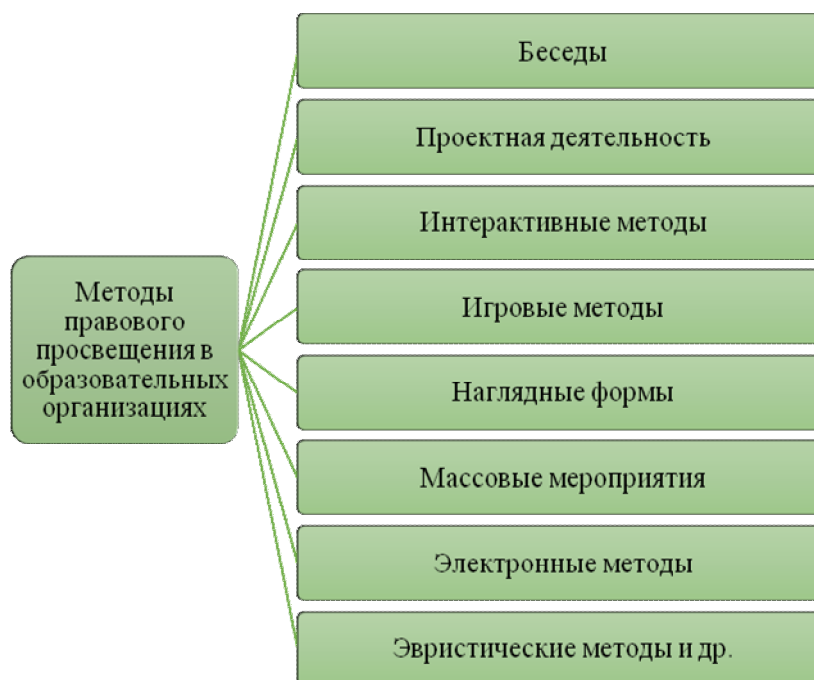 Методы
правового
просвещения в
образовательных
организациях
Беседы
Проектная деятельность
Интерактивные методы
Игровые методы
Наглядные формы
Массовые мероприятия
Электронные методы
Эвристические методы и др.